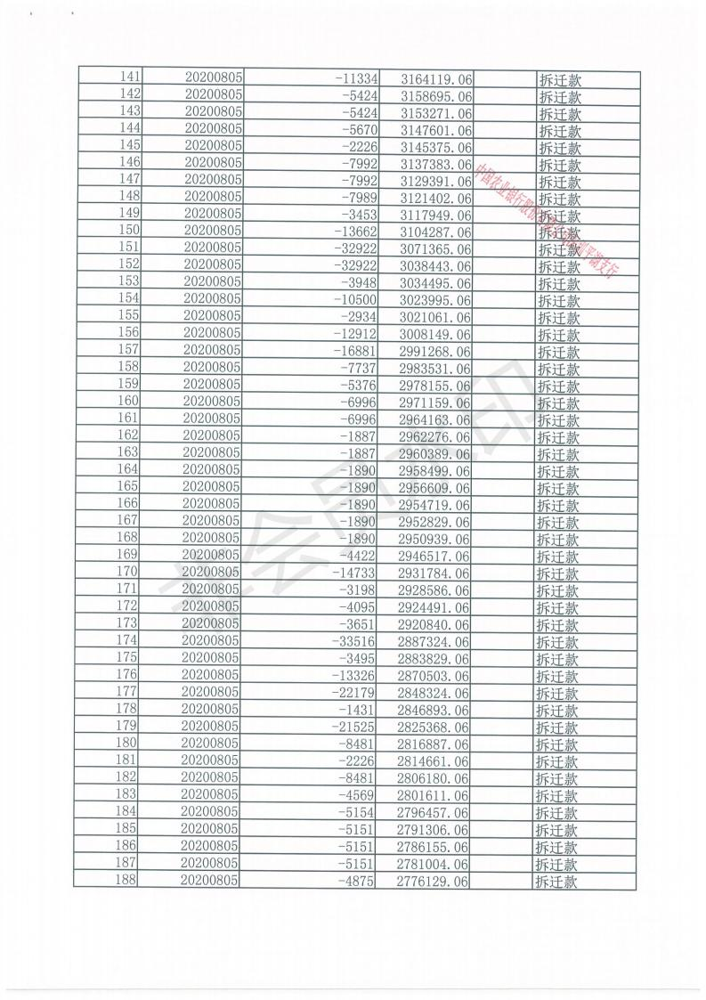 141 20200805 -11334 3164119.06 拆迁款
142 20200805 -5424 3158695.06 拆迁款
143 20200805 -5424 3153271.06 拆迁款
144 20200805 -5670 3147601.06 拆迁款
145 20200805 -2226 3145375.06 拆迁款
146 20200805 -7992 3137383.06 拆迁款
147 20200805 -7992 3129391.06 拆迁款
148 20200805 -7989 3121402.06 拆迁款
149 20200805 -3453 3117949.06 拆迁款
150 20200805 -13662 3104287.06 拆迁款
151 20200805 -32922 3071365.06 拆迁款
152 20200805 -32922 3038443.06 拆迁款
153 20200805 -3948 3034495.06 拆迁款
154 20200805 -10500 3023995.06 拆迁款
155 20200805 -2934 3021061.06 拆迁款
156 20200805 -12912 3008149.06 拆迁款
157 20200805 -16881 2991268.06 拆迁款
158 20200805 -7737 2983531.06 拆迁款
159 20200805 -5376 2978155.06 拆迁款
160 20200805 -6996 2971159.06 拆迁款
161 20200805 -6996 2964163.06 拆迁款
162 20200805 -1887 2962276.06 拆迁款
163 20200805 -1887 2960389.06 拆迁款
164 20200805 -1890 2958499.06 拆迁款
165 20200805 -1890 2956609.06 拆迁款
166 20200805 -1890 2954719.06 拆迁款
167 20200805 -1890 2952829.06 拆迁款
168 20200805 -1890 2950939.06 拆迁款
169 20200805 -4422 2946517.06 拆迁款
170 20200805 -14733 2931784.06 拆迁款
171 20200805 -3198 2928586.06 拆迁款
172 20200805 -4095 2924491.06 拆迁款
173 20200805 -3651 2920840.06 拆迁款
174 20200805 -33516 2887324.06 拆迁款
175 20200805 -3495 2883829.06 拆迁款
176 20200805 -13326 2870503.06 拆迁款
177 20200805 -22179 2848324.06 拆迁款
178 20200805 -1431 2846893.06 拆迁款
179 20200805 -21525 2825368.06 拆迁款
180 20200805 -8481 2816887.06 拆迁款
181 20200805 -2226 2814661.06 拆迁款
182 20200805 -8481 2806180.06 拆迁款
183 20200805 -4569 2801611.06 拆迁款
184 20200805 -5154 2796457.06 拆迁款
185 20200805 -5151 2791306.06 拆迁款
186 20200805 -5151 2786155.06 拆迁款
187 20200805 -5151 2781004.06 拆迁款
188 20200805 -4875 2776129.06 拆迁款
中国农业银行股份
支行
非会员水印